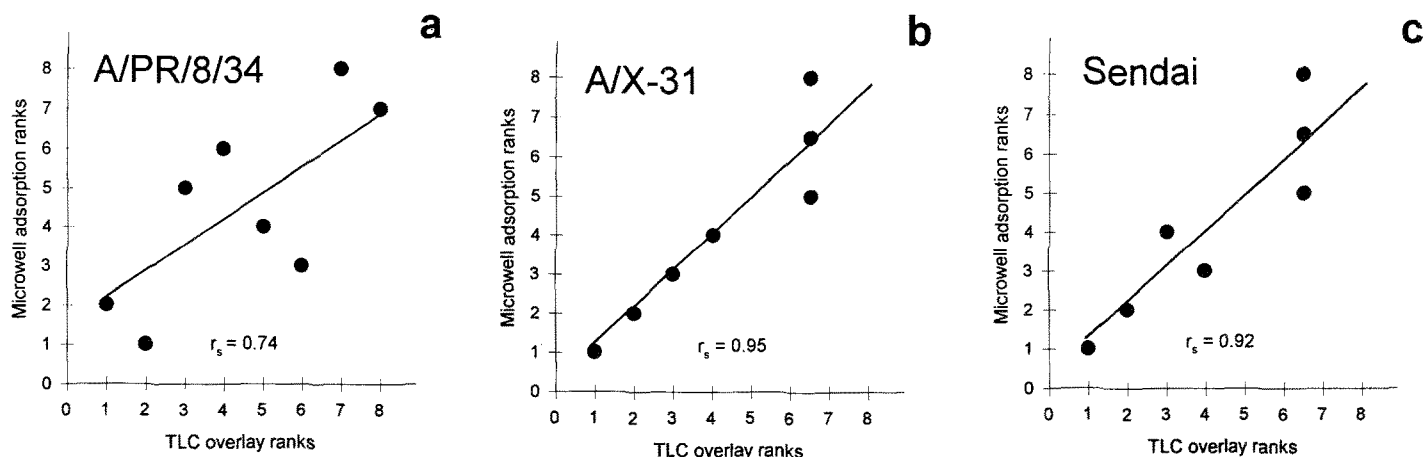 a
A/PR/8/34
Microwell adsorption ranks
8
7
6
5
4
3
2
1
0
r_s = 0.74
0 1 2 3 4 5 6 7 8
TLC overlay ranks
b
A/X-31
Microwell adsorption ranks
8
7
6
5
4
3
2
1
0
r_s = 0.95
0 1 2 3 4 5 6 7 8
TLC overlay ranks
c
Sendai
Microwell adsorption ranks
8
7
6
5
4
3
2
1
0
r_s = 0.92
0 1 2 3 4 5 6 7 8
TLC overlay ranks